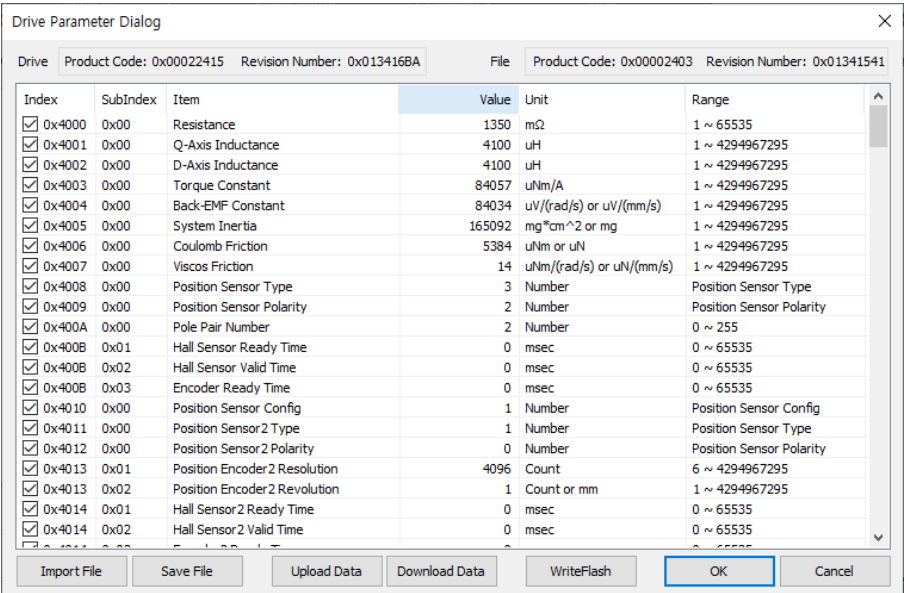 Drive Parameter Dialog
Drive Product Code: 0x00022415 Revision Number: 0x013416BA File Product Code: 0x00002403 Revision Number: 0x01341541
Index SubIndex Item Value Unit Range
0x4000 0x00 Resistance 1350 mΩ 1 ~ 65535
0x4001 0x00 Q-Axis Inductance 4100 uH 1 ~ 4294967295
0x4002 0x00 D-Axis Inductance 4100 uH 1 ~ 4294967295
0x4003 0x00 Torque Constant 84057 uNm/A 1 ~ 4294967295
0x4004 0x00 Back-EMF Constant 84034 uV/(rad/s) or uV/(mm/s) 1 ~ 4294967295
0x4005 0x00 System Inertia 165092 mg*cm^2 or mg 1 ~ 4294967295
0x4006 0x00 Coulomb Friction 5384 uNm or uN 1 ~ 4294967295
0x4007 0x00 Viscos Friction 14 uNm/(rad/s) or uN/(mm/s) 1 ~ 4294967295
0x4008 0x00 Position Sensor Type 3 Number Position Sensor Type
0x4009 0x00 Position Sensor Polarity 2 Number Position Sensor Polarity
0x400A 0x00 Pole Pair Number 2 Number 0 ~ 255
0x400B 0x01 Hall Sensor Ready Time 0 msec 0 ~ 65535
0x400B 0x02 Hall Sensor Valid Time 0 msec 0 ~ 65535
0x400B 0x03 Encoder Ready Time 0 msec 0 ~ 65535
0x4010 0x00 Position Sensor Config 1 Number Position Sensor Config
0x4011 0x00 Position Sensor2 Type 1 Number Position Sensor Type
0x4012 0x00 Position Sensor2 Polarity 0 Number Position Sensor Polarity
0x4013 0x01 Position Encoder2 Resolution 4096 Count 6 ~ 4294967295
0x4013 0x02 Position Encoder2 Revolution 1 Count or mm 1 ~ 4294967295
0x4014 0x01 Hall Sensor2 Ready Time 0 msec 0 ~ 65535
0x4014 0x02 Hall Sensor2 Valid Time 0 msec 0 ~ 65535
Import File Save File Upload Data Download Data WriteFlash OK Cancel